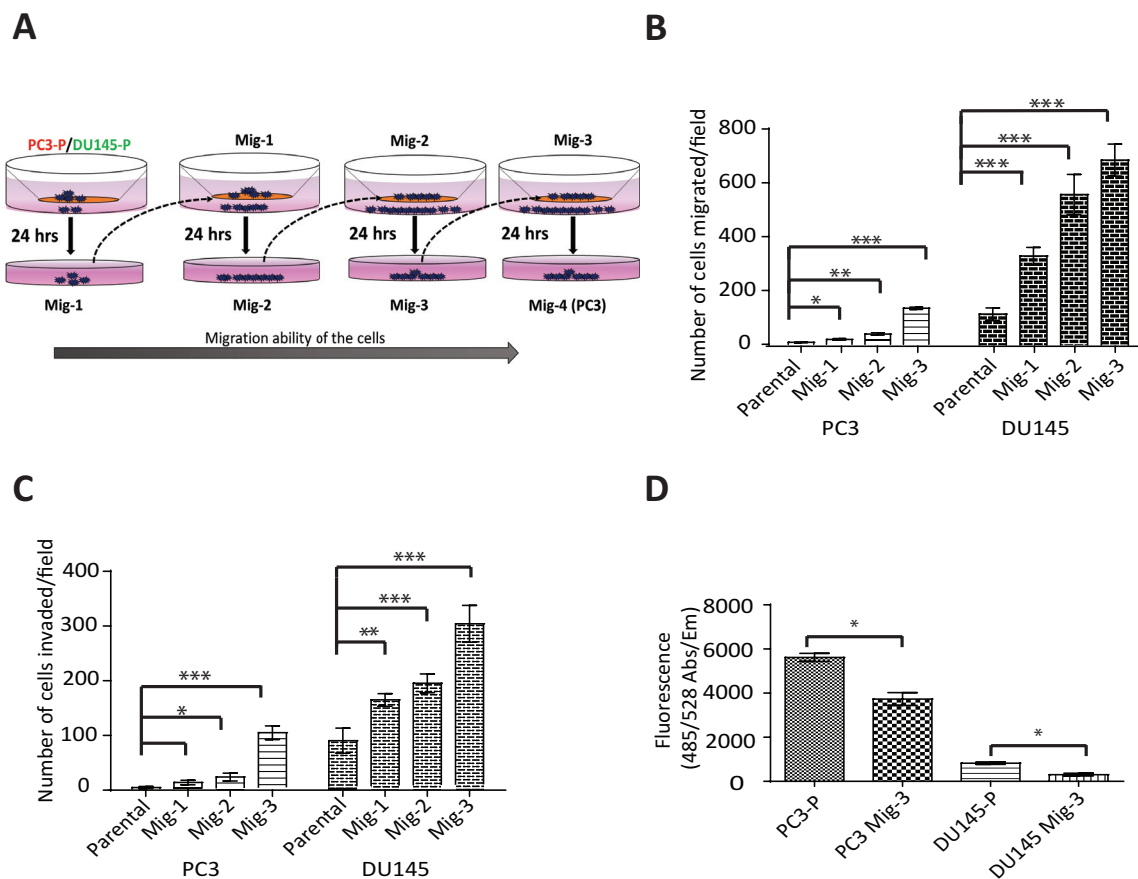 A
PC3-P/DU145-P
Mig-1
Mig-2
Mig-3
24 hrs
24 hrs
24 hrs
24 hrs
Mig-1
Mig-2
Mig-3
Mig-4 (PC3)
Migration ability of the cells
B
Number of cells migrated/field
800
600
400
200
0
*
**
***
***
***
***
Parental
Mig-1
Mig-2
Mig-3
Parental
Mig-1
Mig-2
Mig-3
PC3
DU145
C
Number of cells invaded/field
400
300
200
100
0
*
***
**
***
***
Parental
Mig-1
Mig-2
Mig-3
Parental
Mig-1
Mig-2
Mig-3
PC3
DU145
D
Fluorescence
(485/528 Abs/Em)
8000
6000
4000
2000
0
*
*
PC3-P
PC3 Mig-3
DU145-P
DU145 Mig-3